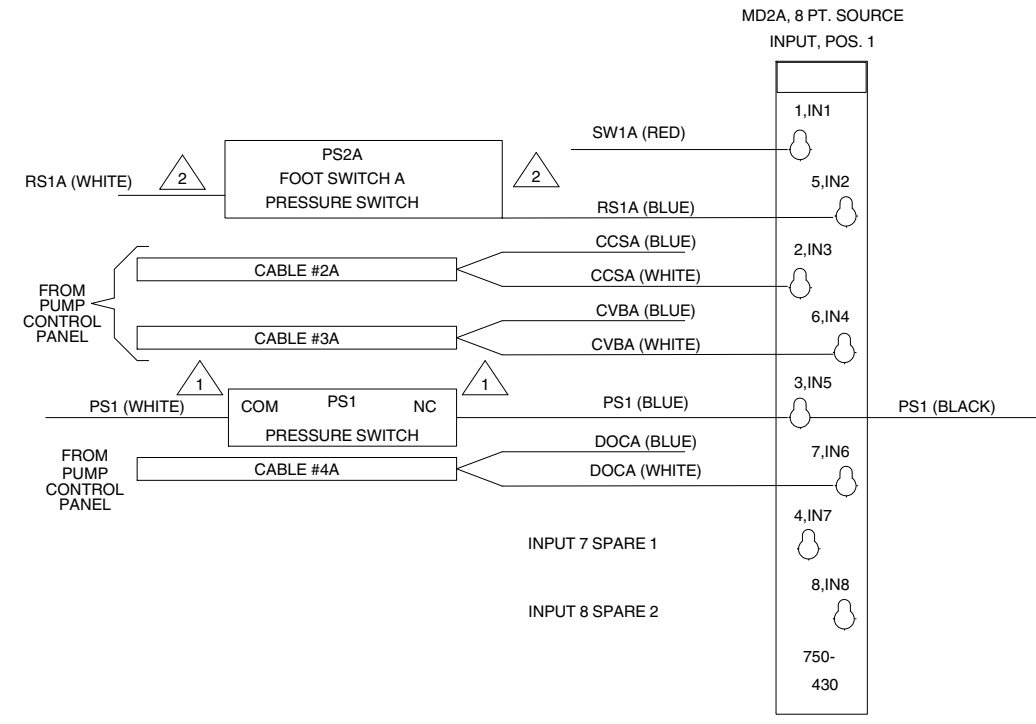 MD2A, 8 PT. SOURCE
INPUT, POS. 1
1,IN1
SW1A (RED)
PS2A
FOOT SWITCH A
PRESSURE SWITCH
2
2
RS1A (WHITE)
5,IN2
RS1A (BLUE)
CCSA (BLUE)
2,IN3
CABLE #2A
CCSA (WHITE)
FROM
PUMP
CONTROL
PANEL
CVBA (BLUE)
6,IN4
CABLE #3A
CVBA (WHITE)
1
1
3,IN5
PS1 (WHITE)
COM
PS1
NC
PRESSURE SWITCH
PS1 (BLUE)
PS1 (BLACK)
DOCA (BLUE)
7,IN6
FROM
PUMP
CONTROL
PANEL
CABLE #4A
DOCA (WHITE)
4,IN7
INPUT 7 SPARE 1
8,IN8
INPUT 8 SPARE 2
750-
430